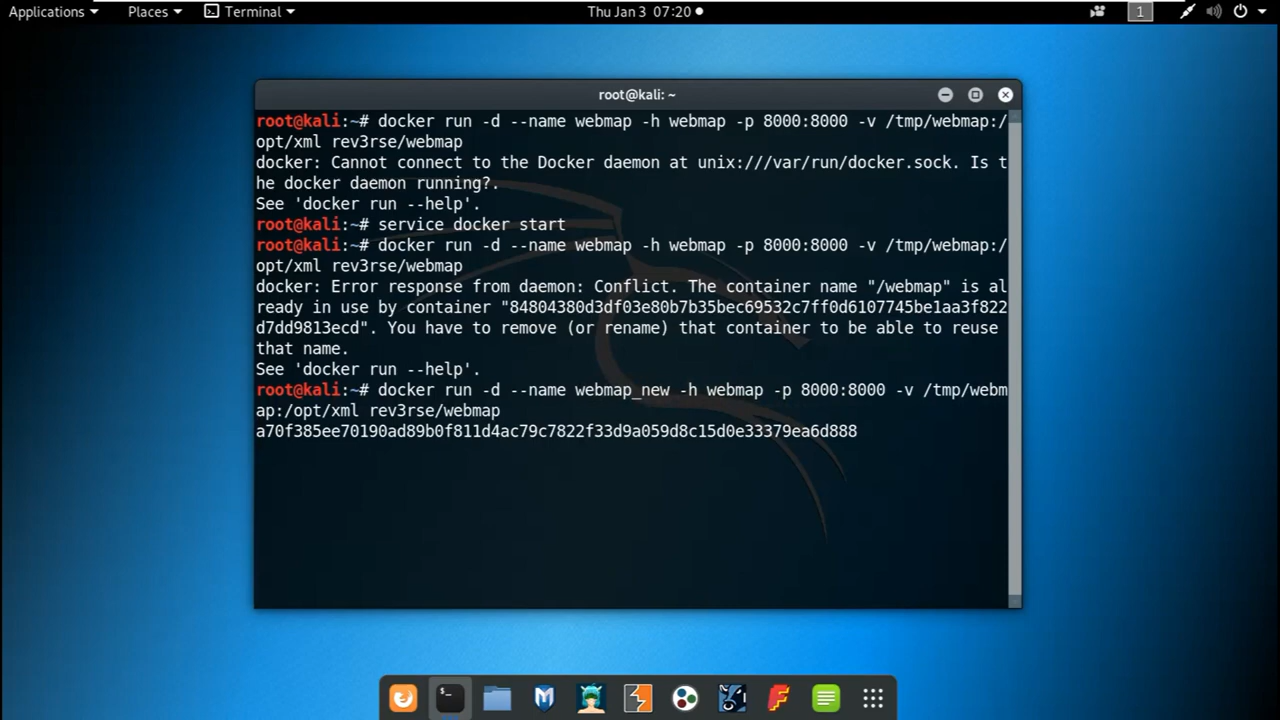 Applications Places Terminal Thu Jan 3 07:20 1
root@kali: ~
root@kali:~# docker run -d --name webmap -h webmap -p 8000:8000 -v /tmp/webmap:/
opt/xml rev3rse/webmap
docker: Cannot connect to the Docker daemon at unix:///var/run/docker.sock. Is t
he docker daemon running?.
See 'docker run --help'.
root@kali:~# service docker start
root@kali:~# docker run -d --name webmap -h webmap -p 8000:8000 -v /tmp/webmap:/
opt/xml rev3rse/webmap
docker: Error response from daemon: Conflict. The container name "/webmap" is al
ready in use by container "84804380d3df03e80b7b35bec69532c7ff0d6107745be1aa3f822
d7dd9813ecd". You have to remove (or rename) that container to be able to reuse
that name.
See 'docker run --help'.
root@kali:~# docker run -d --name webmap_new -h webmap -p 8000:8000 -v /tmp/webm
ap:/opt/xml rev3rse/webmap
a70f385ee70190ad89b0f811d4ac79c7822f33d9a059d8c15d0e33379ea6d888